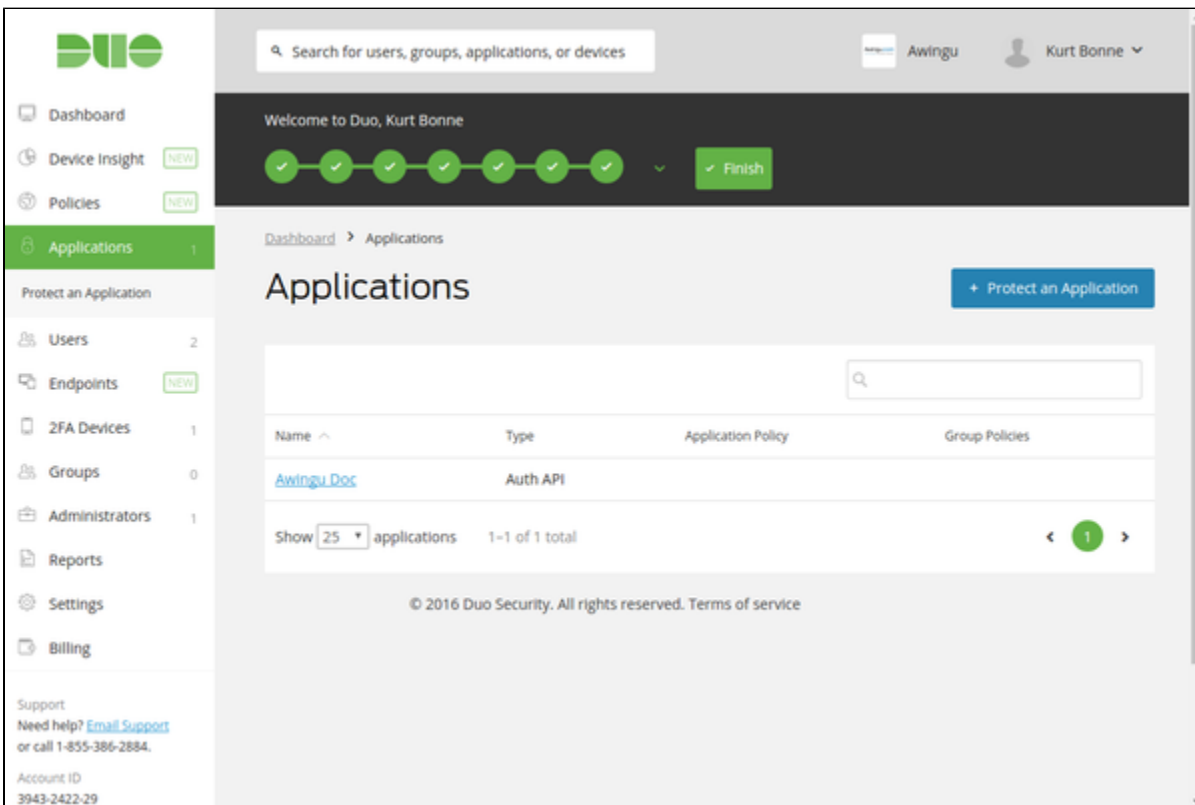 DUO
Search for users, groups, applications, or devices
Awingu
Kurt Bonne
Dashboard
Device Insight NEW
Policies NEW
Applications 1
Protect an Application
Users 2
Endpoints NEW
2FA Devices 1
Groups 0
Administrators 1
Reports
Settings
Billing
Support
Need help? Email Support
or call 1-855-386-2884.
Account ID
3943-2422-29
Welcome to Duo, Kurt Bonne
Finish
Dashboard > Applications
Applications
+ Protect an Application
Name Type Application Policy Group Policies
Awingu Doc Auth API
Show 25 applications 1-1 of 1 total
1
© 2016 Duo Security. All rights reserved. Terms of service